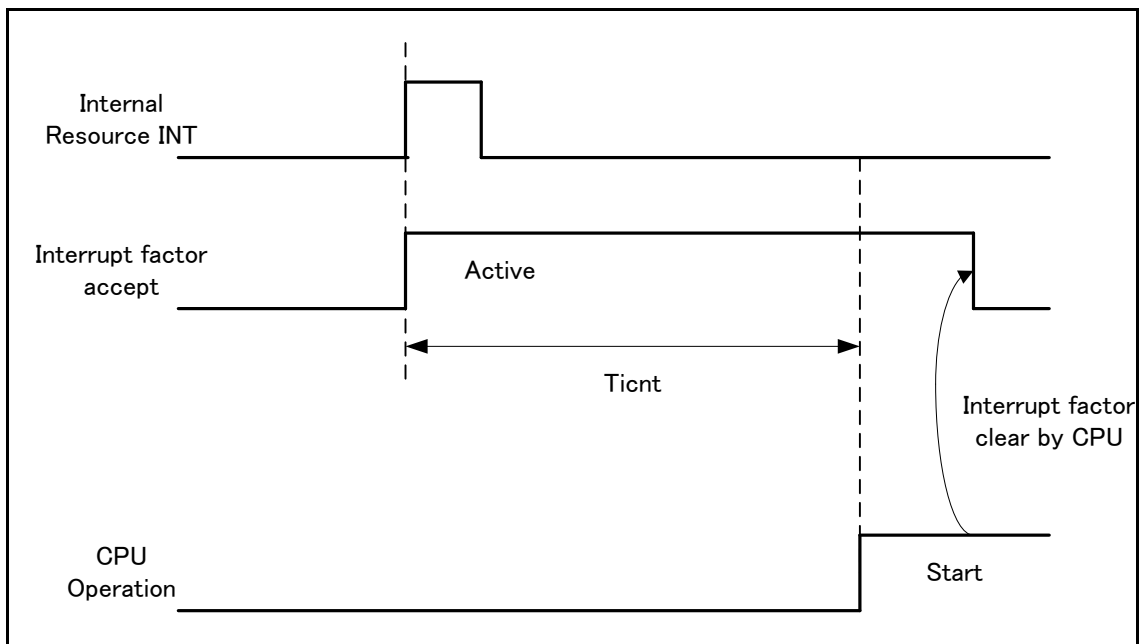 Internal
Resource INT
Interrupt factor
accept
Active
Ticnt
Interrupt factor
clear by CPU
CPU
Operation
Start